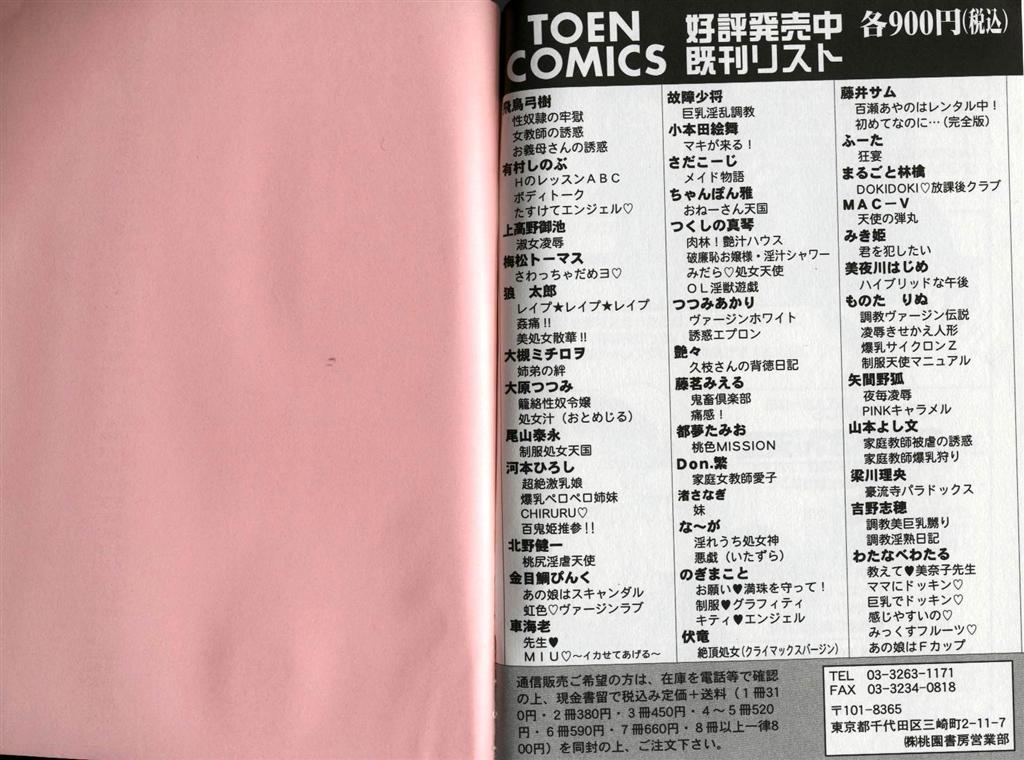 TOEN
COMICS
好評発売中
既刊リスト
各900円(税込)
飛鳥弓樹
性奴隷の牢獄
女教師の誘惑
お義母さんの誘惑
有村しのぶ
HのレッスンABC
ボディトーク
たすけてエンジェル♡
上高野御池
淑女凌辱
梅松トーマス
さわっちゃだめヨ♡
狼 太郎
レイプ★レイプ★レイプ
姦痛!!
美処女散華!!
大槻ミチロヲ
姉弟の絆
大原つつみ
籠絡性奴令嬢
処女汁(おとめじる)
尾山泰永
制服処女天国
河本ひろし
超絶激乳娘
爆乳ペロペロ姉妹
CHIRURU♡
百鬼姫推参!!
北野健一
桃尻淫虐天使
金目鯛ぴんく
あの娘はスキャンダル
虹色♡ヴァージンラブ
車海老
先生♥
MIU♡〜イカせてあげる〜
故障少将
巨乳淫乱調教
小本田絵舞
マキが来る!
さだこーじ
メイド物語
ちゃんぽん雅
おねーさん天国
つくしの真琴
肉林!艶汁ハウス
破廉恥お嬢様・淫汁シャワー
みだら♡処女天使
OL淫獣遊戯
つつみあかり
ヴァージンホワイト
誘惑エプロン
艶々
久枝さんの背徳日記
藤茗みえる
鬼畜倶楽部
痛感!
都夢たみお
桃色MISSION
Don.繁
家庭女教師愛子
渚さなぎ
妹
な〜が
淫れうち処女神
悪戯(いたずら)
のぎまこと
お願い♥満珠を守って!
制服♥グラフィティ
キティ♥エンジェル
伏竜
絶頂処女(クライマックスバージン)
藤井サム
百瀬あやのはレンタル中!
初めてなのに…(完全版)
ふーた
狂宴
まるごと林檎
DOKIDOKI♡放課後クラブ
MAC−V
天使の弾丸
みき姫
君を犯したい
美夜川はじめ
ハイブリッドな午後
ものた りぬ
調教ヴァージン伝説
凌辱きせかえ人形
爆乳サイクロンZ
制服天使マニュアル
矢間野狐
夜毎凌辱
PINKキャラメル
山本よし文
家庭教師被虐の誘惑
家庭教師爆乳狩り
梁川理央
豪流寺パラドックス
吉野志穂
調教美巨乳嬲り
調教淫熟日記
わたなべわたる
教えて♥美奈子先生
ママにドッキン♡
巨乳でドッキン♡
感じやすいの♡
みっくすフルーツ♡
あの娘はFカップ
通信販売ご希望の方は、在庫を電話等で確認
の上、現金書留で税込み定価+送料(1冊31
0円・2冊380円・3冊450円・4〜5冊520
円・6冊590円・7冊660円・8冊以上一律8
00円)を同封の上、ご注文下さい。
TEL 03-3263-1171
FAX 03-3234-0818
〒101-8365
東京都千代田区三崎町2-11-7
㈱桃園書房営業部